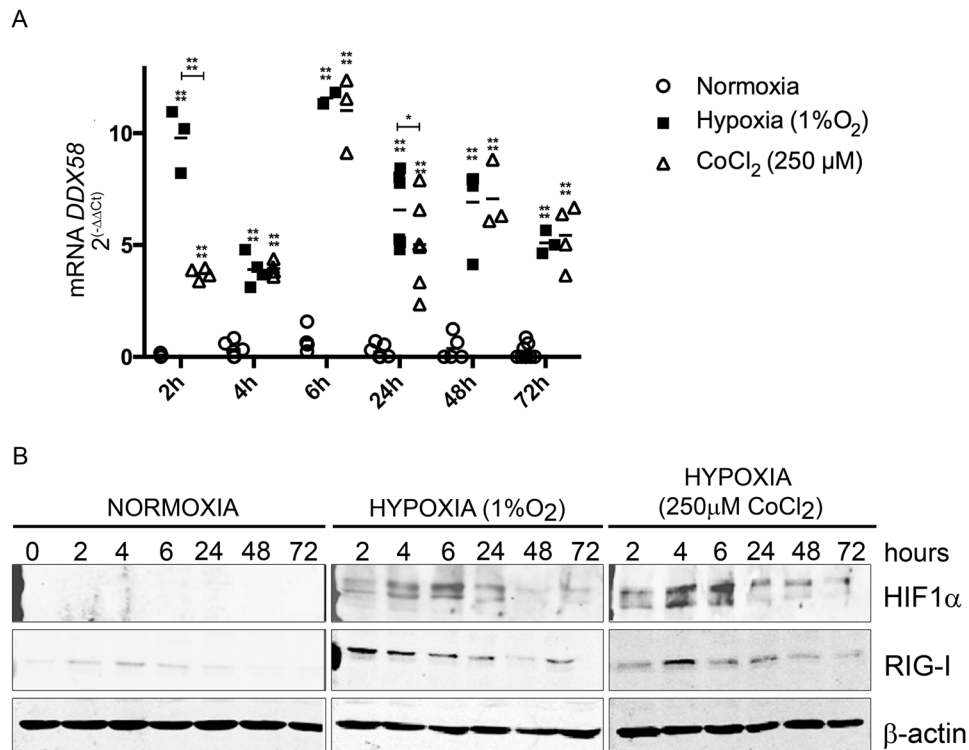 A
mRNA DDX58
2(-ΔΔCt)
10
5
0
2h
4h
6h
24h
48h
72h
** ** ** ** ** ** ** ** ** ** ** ** * ** ** ** ** ** ** ** ** ** ** ** **
** ** ** **
Normoxia
Hypoxia (1%O2)
CoCl2 (250 µM)
B
NORMOXIA
HYPOXIA (1%O2)
HYPOXIA
(250µM CoCl2)
0 2 4 6 24 48 72
2 4 6 24 48 72
2 4 6 24 48 72
hours
HIF1α
RIG-I
β-actin